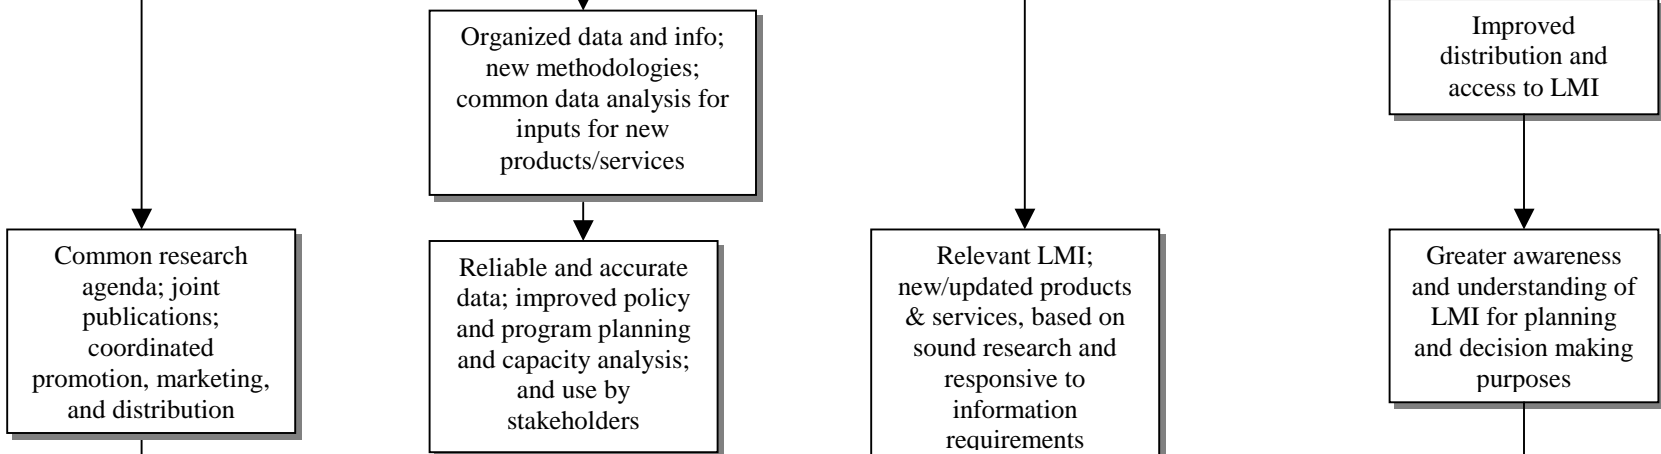 Organized data and info;
new methodologies;
common data analysis for
inputs for new
products/services
Improved
distribution and
access to LMI
Common research
agenda; joint
publications;
coordinated
promotion, marketing,
and distribution
Reliable and accurate
data; improved policy
and program planning
and capacity analysis;
and use by
stakeholders
Relevant LMI;
new/updated products
& services, based on
sound research and
responsive to
information
requirements
Greater awareness
and understanding of
LMI for planning
and decision making
purposes